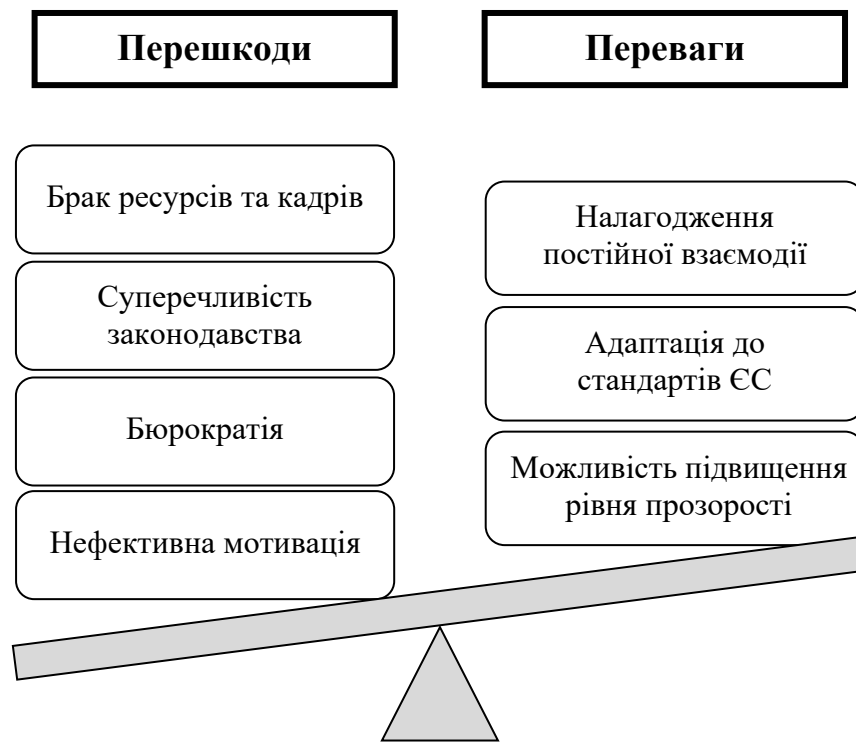 Перешкоди
Переваги
Брак ресурсів та кадрів
Суперечливість
законодавства
Бюрократія
Нефективна мотивація
Налагодження
постійної взаємодії
Адаптація до
стандартів ЄС
Можливість підвищення
рівня прозорості